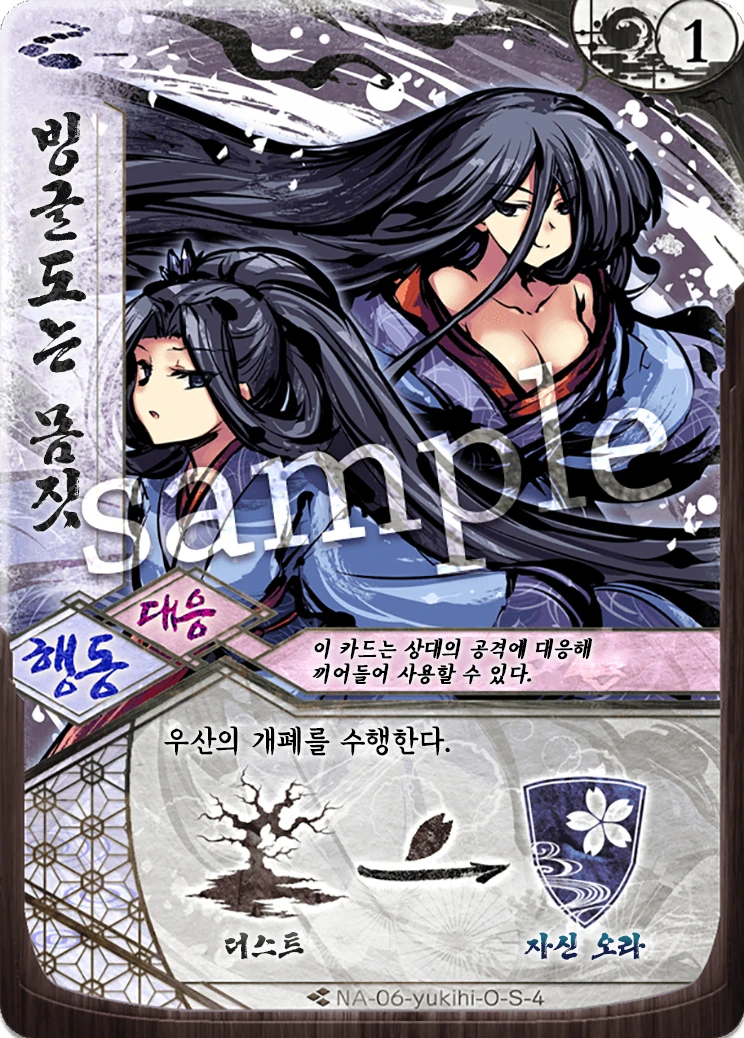 1
빙글도는 몸짓
sample
대응
행동
이 카드는 상대의 공격에 대응해
끼어들어 사용할 수 있다.
우산의 개폐를 수행한다.
더스트
자신 오라
NA-06-yukihi-O-S-4